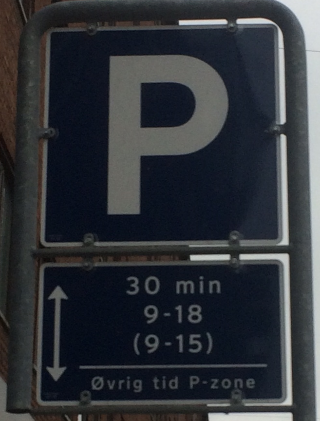 P
30 min
9-18
(9-15)
Øvrig tid P-zone